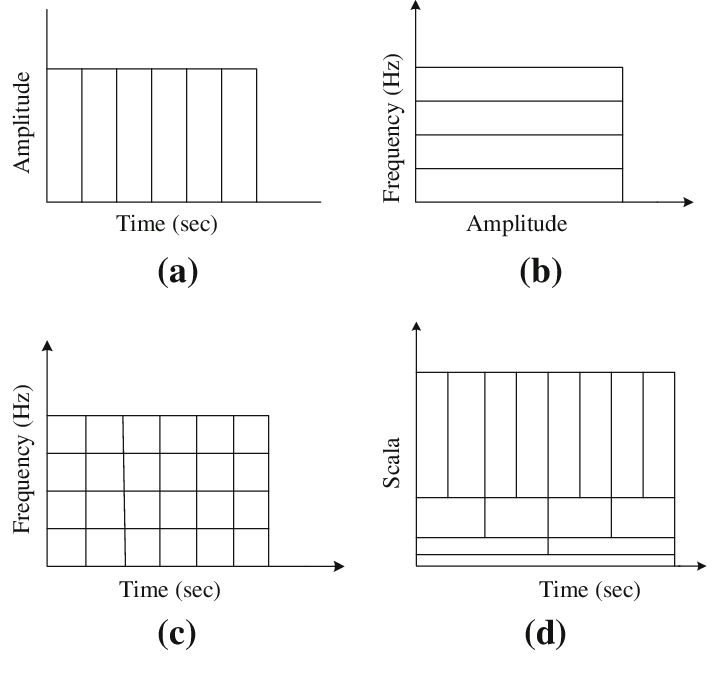 Amplitude
Time (sec)
(a)
Frequency (Hz)
Amplitude
(b)
Frequency (Hz)
Time (sec)
(c)
Scala
Time (sec)
(d)